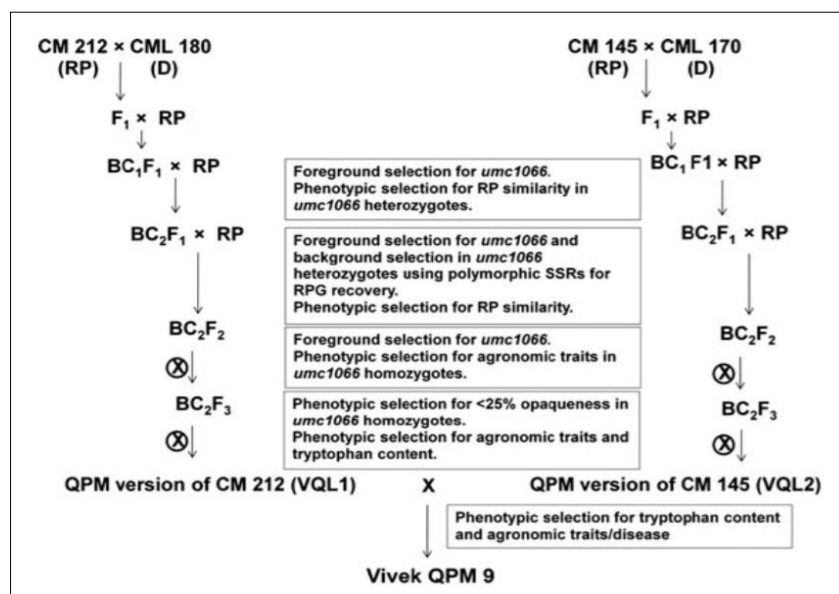 CM 212 × CML 180
(RP) (D)
F1 × RP
BC1F1 × RP
BC2F1 × RP
BC2F2
BC2F3
QPM version of CM 212 (VQL1)
CM 145 × CML 170
(RP) (D)
F1 × RP
BC1 F1 × RP
BC2F1 × RP
BC2F2
BC2F3
QPM version of CM 145 (VQL2)
Foreground selection for umc1066.
Phenotypic selection for RP similarity in
umc1066 heterozygotes.
Foreground selection for umc1066 and
background selection in umc1066
heterozygotes using polymorphic SSRs for
RPG recovery.
Phenotypic selection for RP similarity.
Foreground selection for umc1066.
Phenotypic selection for agronomic traits in
umc1066 homozygotes.
Phenotypic selection for <25% opaqueness in
umc1066 homozygotes.
Phenotypic selection for agronomic traits and
tryptophan content.
X
Phenotypic selection for tryptophan content
and agronomic traits/disease
Vivek QPM 9